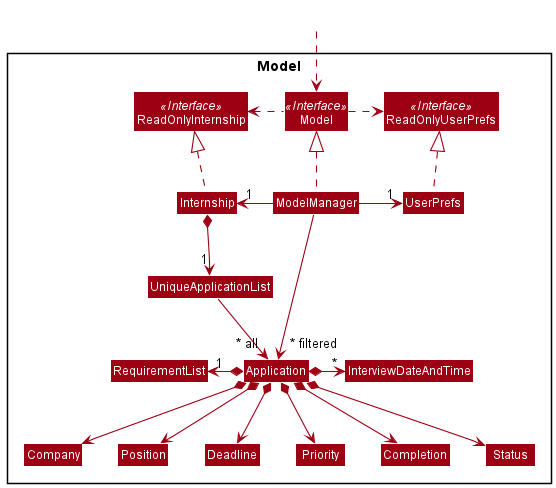 Model
«Interface»
ReadOnlyInternship
«Interface»
Model
«Interface»
ReadOnlyUserPrefs
Internship
1
ModelManager
1
UserPrefs
1
UniqueApplicationList
* all
* filtered
RequirementList
1
Application
*
InterviewDateAndTime
Company
Position
Deadline
Priority
Completion
Status